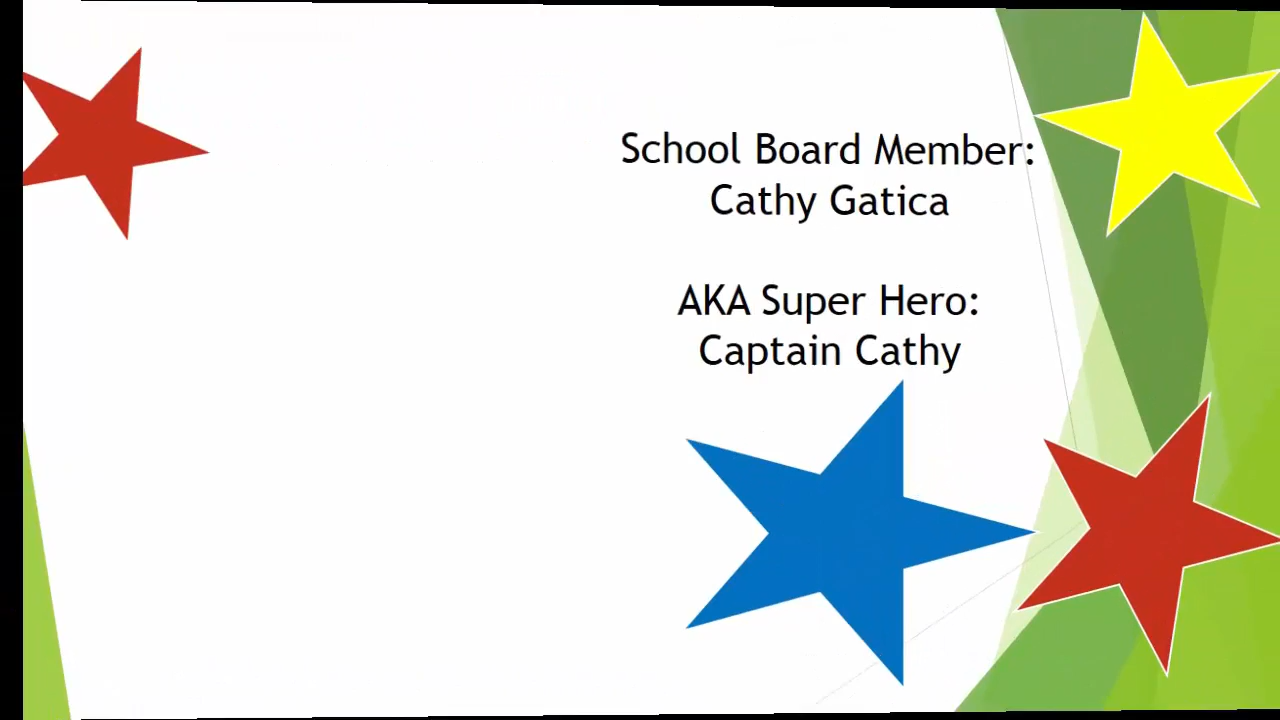 School Board Member:
Cathy Gatica
AKA Super Hero:
Captain Cathy